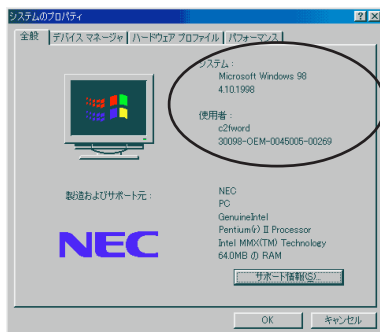 システムのプロパティ
全般
デバイス マネージャ
ハードウェア プロファイル
パフォーマンス
システム：
Microsoft Windows 98
4.10.1998
使用者：
c2fword
30098-OEM-0045005-00269
製造およびサポート元：
NEC
NEC
PC
GenuineIntel
Pentium(r) II Processor
Intel MMX(TM) Technology
64.0MB の RAM
サポート情報(S)...
OK
キャンセル